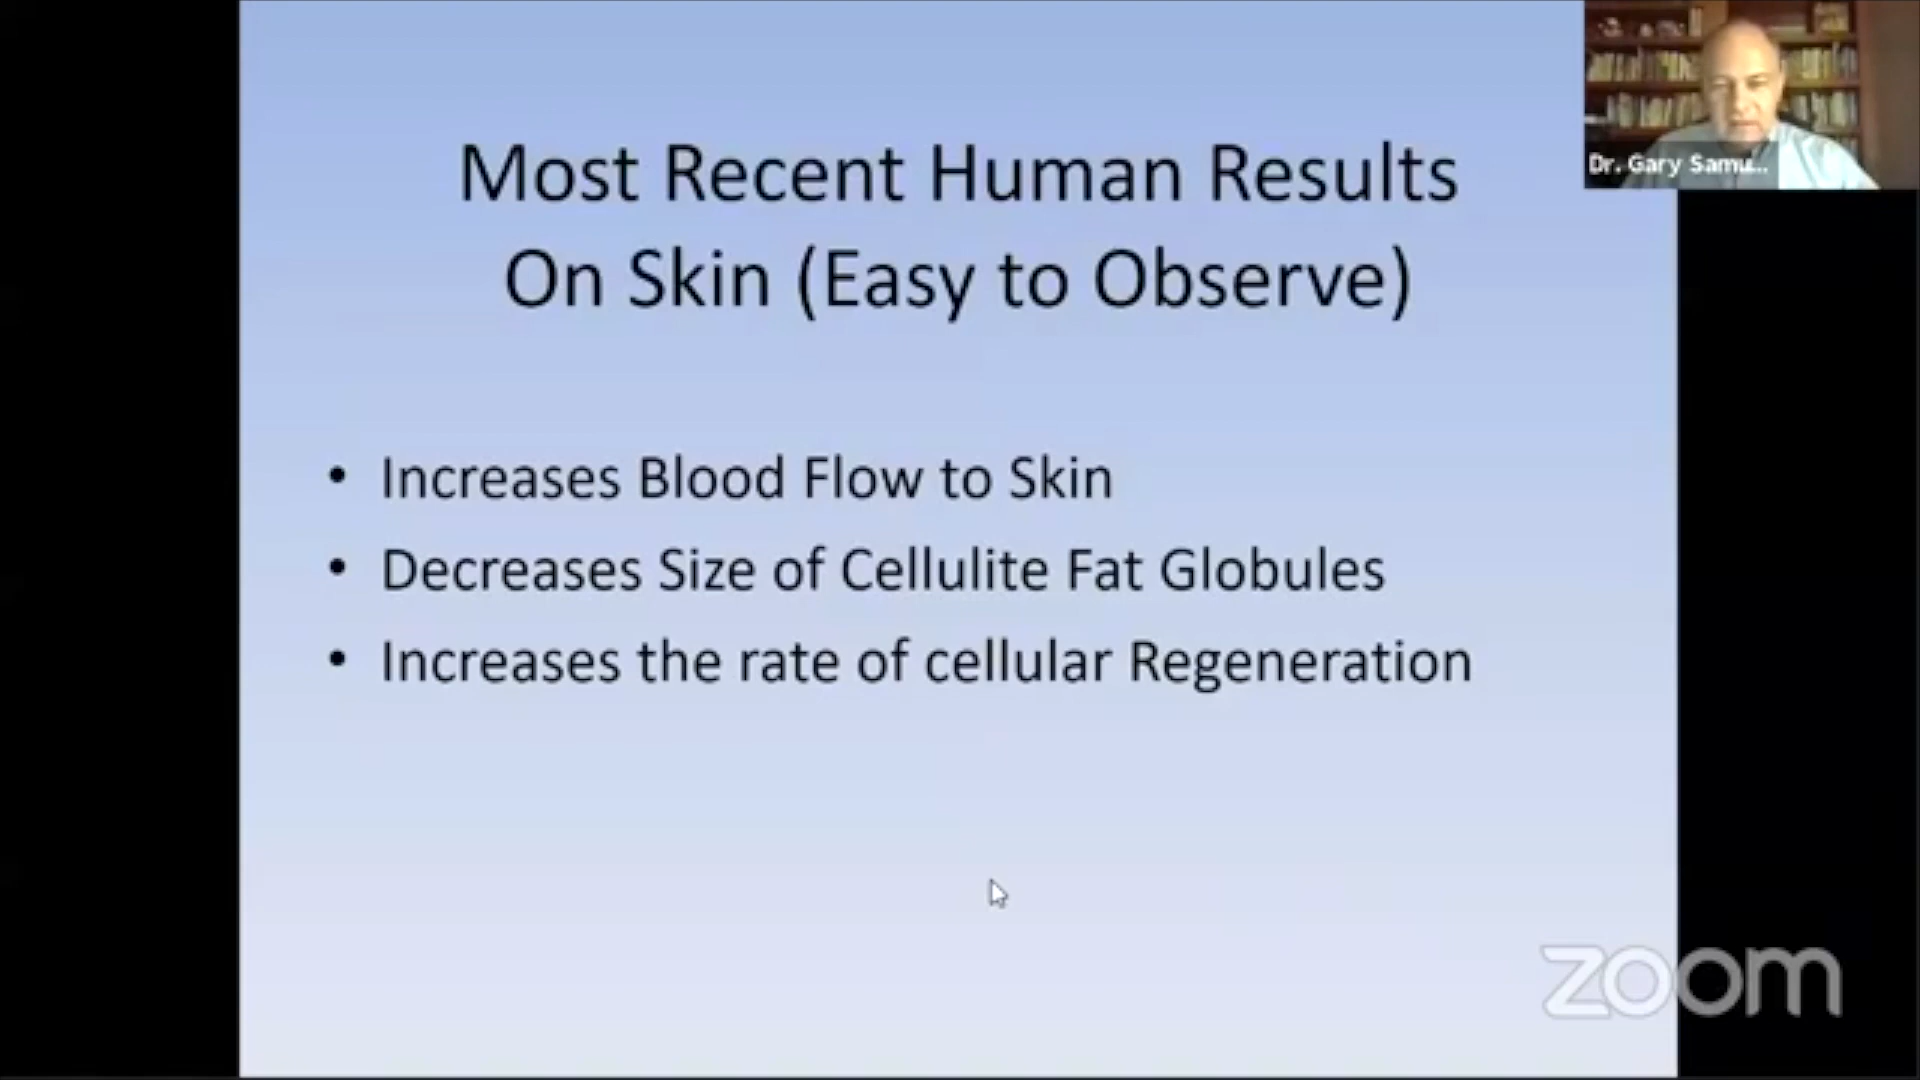 Most Recent Human Results
On Skin (Easy to Observe)
• Increases Blood Flow to Skin
• Decreases Size of Cellulite Fat Globules
• Increases the rate of cellular Regeneration
Dr. Gary Samu...
zoom